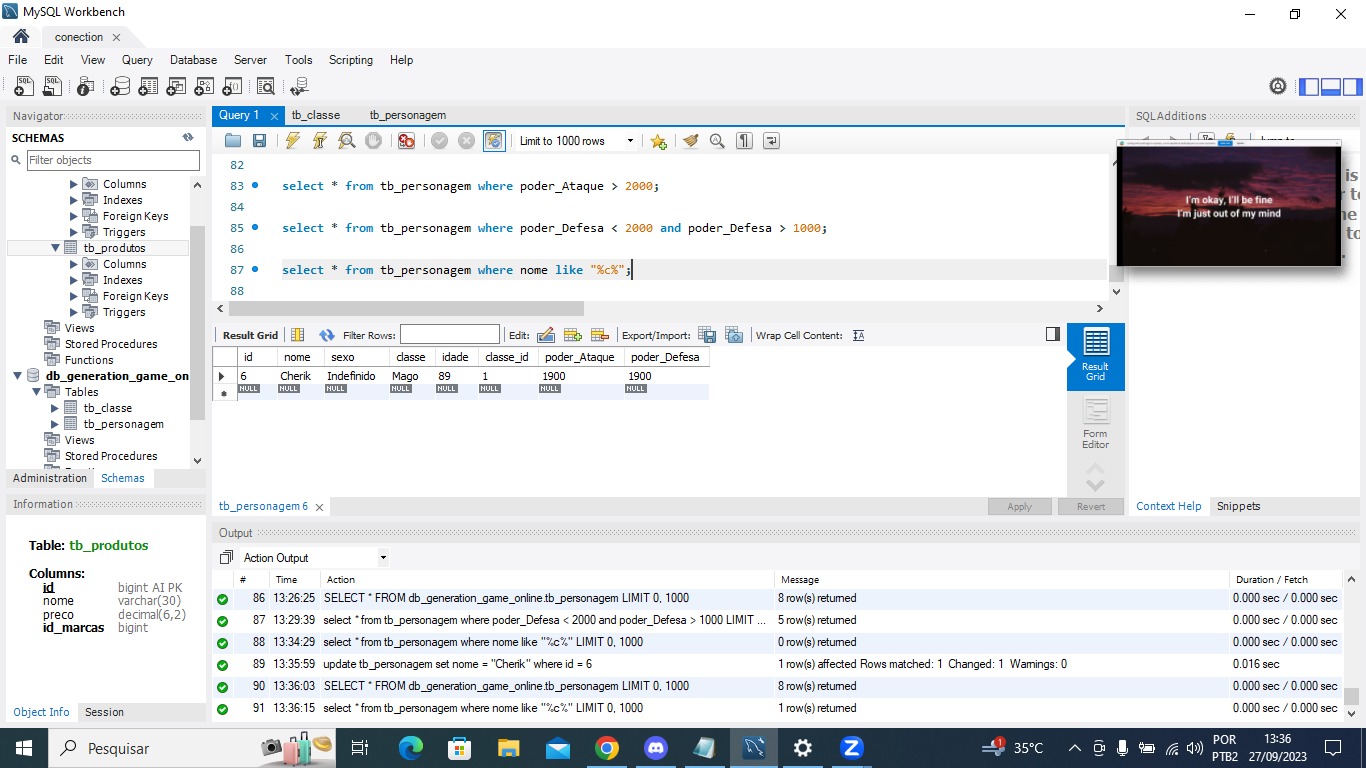 MySQL Workbench
conection
File Edit View Query Database Server Tools Scripting Help
Navigator
SCHEMAS
Filter objects
Columns
Indexes
Foreign Keys
Triggers
tb_produtos
Columns
Indexes
Foreign Keys
Triggers
Views
Stored Procedures
Functions
db_generation_game_on
Tables
tb_classe
tb_personagem
Views
Stored Procedures
Administration Schemas
Information
Table: tb_produtos
Columns:
id bigint AI PK
nome varchar(30)
preco decimal(6,2)
id_marcas bigint
Object Info Session
Query 1 tb_classe tb_personagem
Limit to 1000 rows
82
83 select * from tb_personagem where poder_Ataque > 2000;
84
85 select * from tb_personagem where poder_Defesa < 2000 and poder_Defesa > 1000;
86
87 select * from tb_personagem where nome like "%c%";
88
Result Grid Filter Rows: Edit: Export/Import: Wrap Cell Content:
id nome sexo classe idade classe_id poder_Ataque poder_Defesa
6 Cherik Indefinido Mago 89 1 1900 1900
NULL NULL NULL NULL NULL NULL NULL NULL
Result
Grid
Form
Editor
tb_personagem 6
Apply Revert
SQLAdditions
Jump to
I'm okay, I'll be fine
I'm just out of my mind
Context Help Snippets
Output
Action Output
# Time Action Message Duration / Fetch
86 13:26:25 SELECT * FROM db_generation_game_online.tb_personagem LIMIT 0, 1000 8 row(s) returned 0.000 sec / 0.000 sec
87 13:29:39 select * from tb_personagem where poder_Defesa < 2000 and poder_Defesa > 1000 LIMIT ... 5 row(s) returned 0.000 sec / 0.000 sec
88 13:34:29 select * from tb_personagem where nome like "%c%" LIMIT 0, 1000 0 row(s) returned 0.000 sec / 0.000 sec
89 13:35:59 update tb_personagem set nome = "Cherik" where id = 6 1 row(s) affected Rows matched: 1 Changed: 1 Warnings: 0 0.016 sec
90 13:36:03 SELECT * FROM db_generation_game_online.tb_personagem LIMIT 0, 1000 8 row(s) returned 0.000 sec / 0.000 sec
91 13:36:15 select * from tb_personagem where nome like "%c%" LIMIT 0, 1000 1 row(s) returned 0.000 sec / 0.000 sec
Pesquisar
35°C
POR
PTB2
13:36
27/09/2023